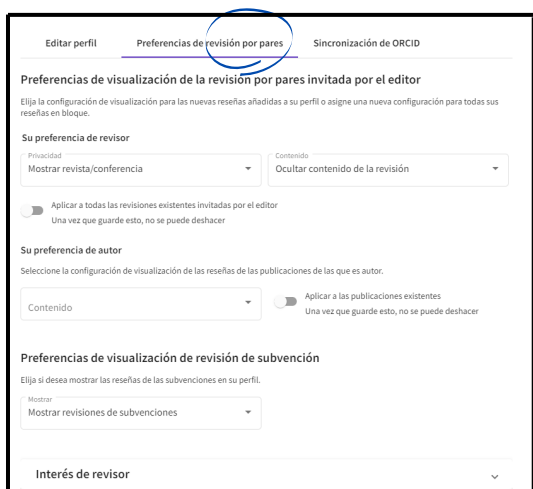 Editar perfil Preferencias de revisión por pares Sincronización de ORCID
Preferencias de visualización de la revisión por pares invitada por el editor
Elija la configuración de visualización para las nuevas reseñas añadidas a su perfil o asigne una nueva configuración para todas sus
reseñas en bloque.
Su preferencia de revisor
Privacidad Contenido
Mostrar revista/conferencia Ocultar contenido de la revisión
Aplicar a todas las revisiones existentes invitadas por el editor
Una vez que guarde esto, no se puede deshacer
Su preferencia de autor
Seleccione la configuración de visualización de las reseñas de las publicaciones de las que es autor.
Contenido Aplicar a las publicaciones existentes
Una vez que guarde esto, no se puede deshacer
Preferencias de visualización de revisión de subvención
Elija si desea mostrar las reseñas de las subvenciones en su perfil.
Mostrar
Mostrar revisiones de subvenciones
Interés de revisor